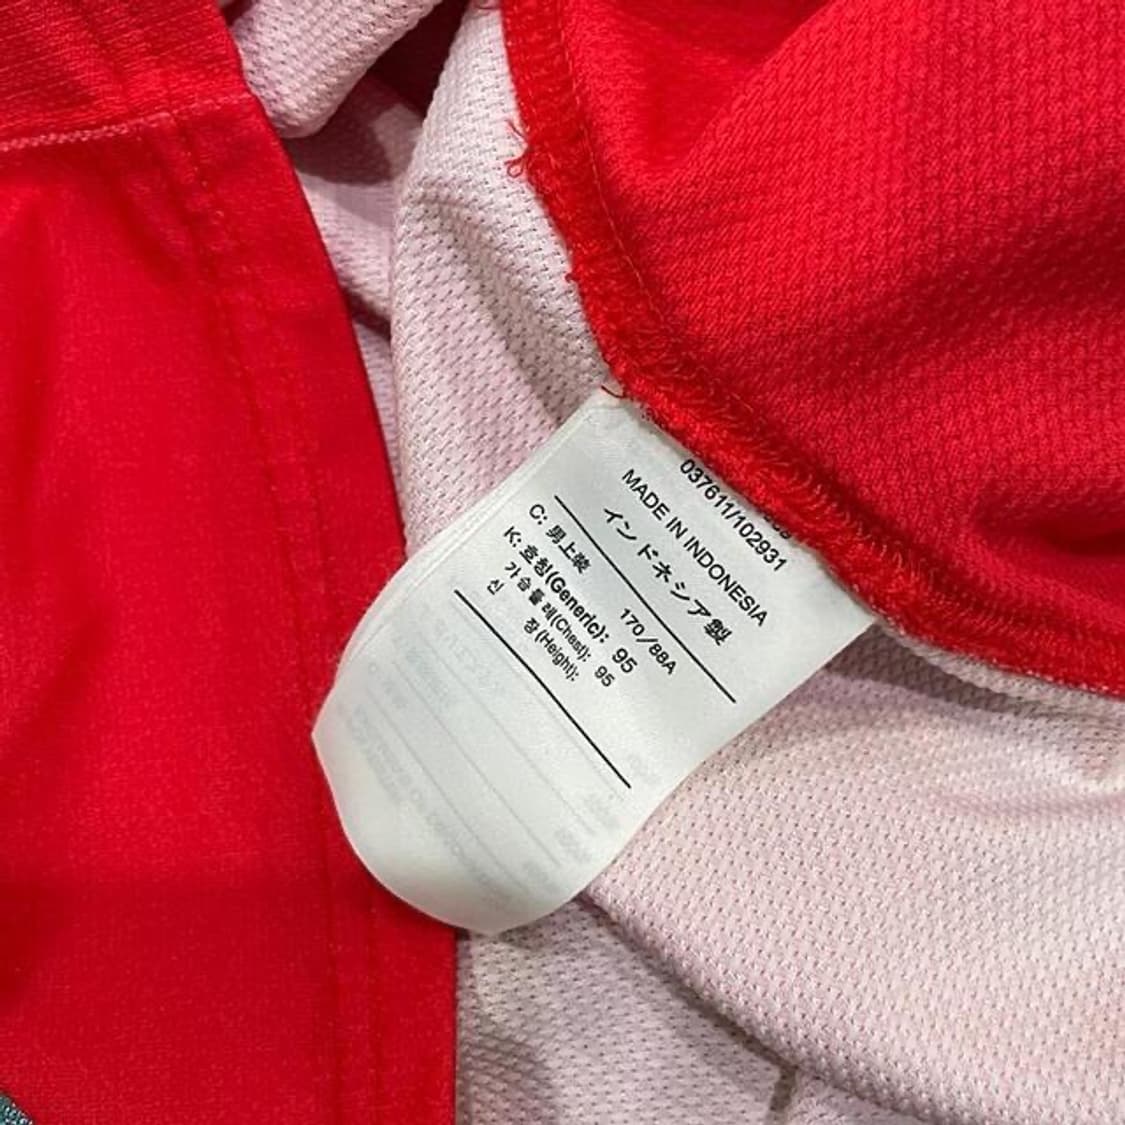 037611/102931
MADE IN INDONESIA
インドネシア製
C: 男上装 170/88A
K: 호칭(Generic): 95
가슴둘레(Chest): 95
신 장(Height):